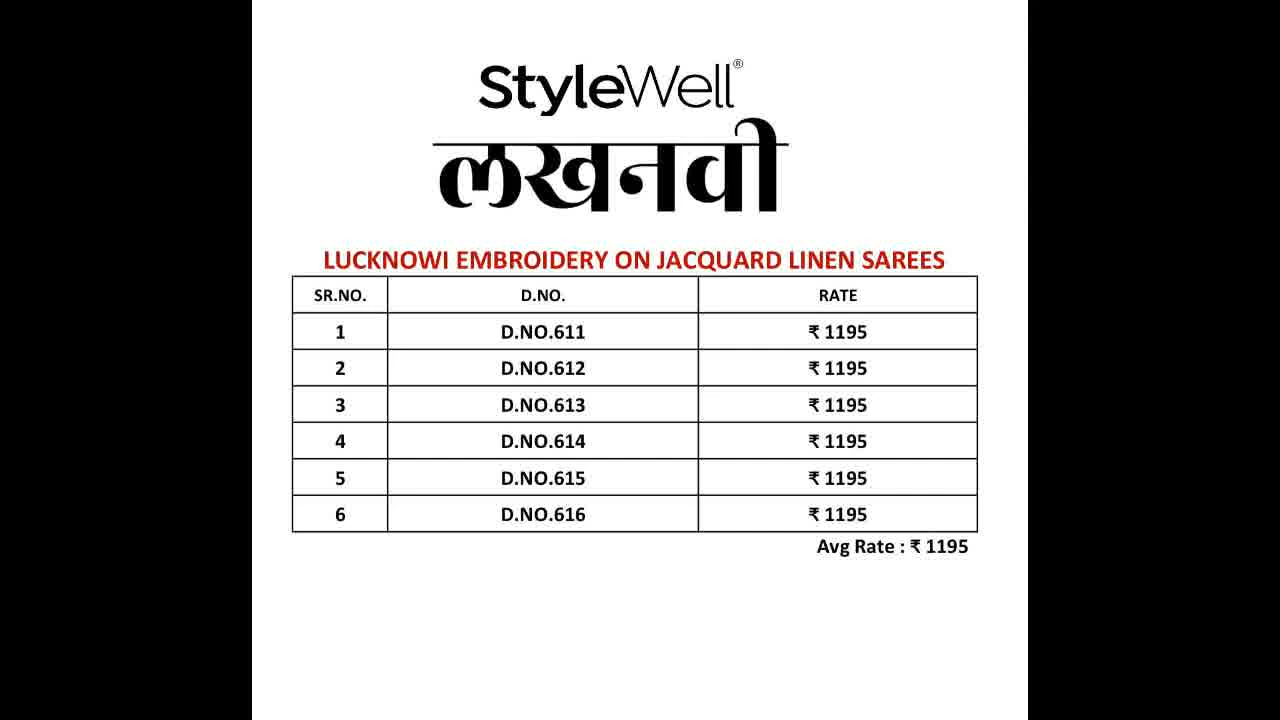 StyleWell®
लखनवी
LUCKNOWI EMBROIDERY ON JACQUARD LINEN SAREES
SR.NO. D.NO. RATE
1 D.NO.611 ₹ 1195
2 D.NO.612 ₹ 1195
3 D.NO.613 ₹ 1195
4 D.NO.614 ₹ 1195
5 D.NO.615 ₹ 1195
6 D.NO.616 ₹ 1195
Avg Rate : ₹ 1195